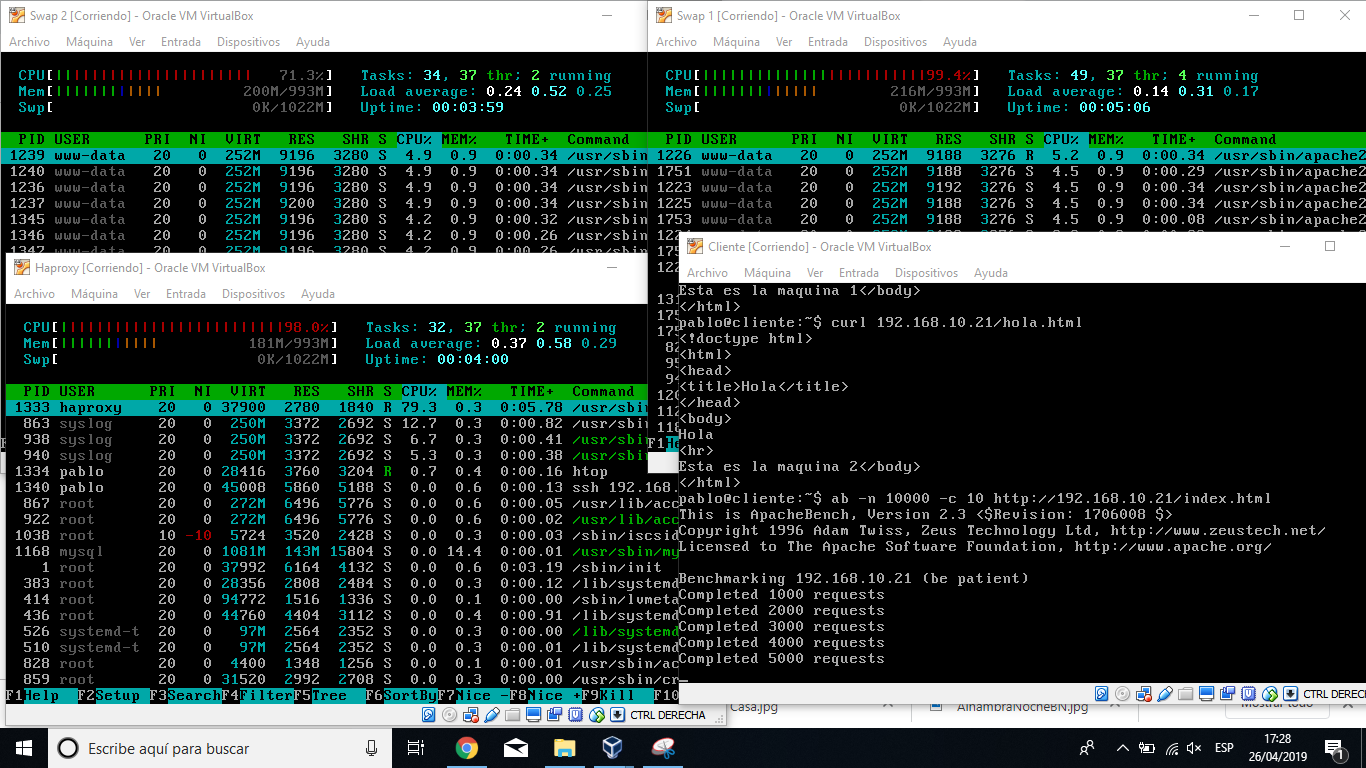 Swap 2 [Corriendo] - Oracle VM VirtualBox
Archivo Máquina Ver Entrada Dispositivos Ayuda
CPU[ 71.3%] Tasks: 34, 37 thr; 2 running
Mem[ 200M/993M] Load average: 0.24 0.52 0.25
Swp[ 0K/1022M] Uptime: 00:03:59
PID USER PRI NI VIRT RES SHR S CPU% MEM% TIME+ Command
1239 www-data 20 0 252M 9196 3280 S 4.9 0.9 0:00.34 /usr/sbin
1240 www-data 20 0 252M 9196 3280 S 4.9 0.9 0:00.34 /usr/sbin
1236 www-data 20 0 252M 9196 3280 S 4.9 0.9 0:00.34 /usr/sbin
1237 www-data 20 0 252M 9200 3280 S 4.9 0.9 0:00.34 /usr/sbin
1345 www-data 20 0 252M 9196 3280 S 4.2 0.9 0:00.32 /usr/sbin
1346 www-data 20 0 252M 9196 3280 S 4.2 0.9 0:00.26 /usr/sbin
Swap 1 [Corriendo] - Oracle VM VirtualBox
Archivo Máquina Ver Entrada Dispositivos Ayuda
CPU[ 99.4%] Tasks: 49, 37 thr; 4 running
Mem[ 216M/993M] Load average: 0.14 0.31 0.17
Swp[ 0K/1022M] Uptime: 00:05:06
PID USER PRI NI VIRT RES SHR S CPU% MEM% TIME+ Command
1226 www-data 20 0 252M 9188 3276 R 5.2 0.9 0:00.34 /usr/sbin/apache2
1751 www-data 20 0 252M 9188 3276 S 4.5 0.9 0:00.29 /usr/sbin/apache2
1223 www-data 20 0 252M 9192 3276 S 4.5 0.9 0:00.34 /usr/sbin/apache2
1225 www-data 20 0 252M 9188 3276 S 4.5 0.9 0:00.34 /usr/sbin/apache2
1753 www-data 20 0 252M 9188 3276 S 4.5 0.9 0:00.08 /usr/sbin/apache2
Haproxy [Corriendo] - Oracle VM VirtualBox
Archivo Máquina Ver Entrada Dispositivos Ayuda
CPU[ 98.0%] Tasks: 32, 37 thr; 2 running
Mem[ 181M/993M] Load average: 0.37 0.58 0.29
Swp[ 0K/1022M] Uptime: 00:04:00
PID USER PRI NI VIRT RES SHR S CPU% MEM% TIME+ Command
1333 haproxy 20 0 37900 2780 1840 R 79.3 0.3 0:05.78 /usr/sbin
863 syslog 20 0 250M 3372 2692 S 12.7 0.3 0:00.82 /usr/sbin
938 syslog 20 0 250M 3372 2692 S 6.7 0.3 0:00.41 /usr/sbin
940 syslog 20 0 250M 3372 2692 S 5.3 0.3 0:00.38 /usr/sbin
1334 pablo 20 0 28416 3760 3204 R 0.7 0.4 0:00.16 htop
1340 pablo 20 0 45008 5860 5188 S 0.0 0.6 0:00.13 ssh 192.168.
867 root 20 0 272M 6496 5776 S 0.0 0.6 0:00.05 /usr/lib/acc
922 root 20 0 272M 6496 5776 S 0.0 0.6 0:00.02 /usr/lib/acc
1038 root 10 -10 5724 3520 2428 S 0.0 0.3 0:00.03 /sbin/iscsid
1168 mysql 20 0 1081M 143M 15804 S 0.0 14.4 0:00.01 /usr/sbin/my
1 root 20 0 37992 6164 4132 S 0.0 0.6 0:03.19 /sbin/init
383 root 20 0 28356 2808 2484 S 0.0 0.3 0:00.12 /lib/systemd
414 root 20 0 94772 1516 1336 S 0.0 0.1 0:00.00 /sbin/lvmeta
436 root 20 0 44760 4404 3112 S 0.0 0.4 0:00.91 /lib/systemd
526 systemd-t 20 0 97M 2564 2352 S 0.0 0.3 0:00.00 /lib/systemd
510 systemd-t 20 0 97M 2564 2352 S 0.0 0.3 0:00.01 /lib/systemd
828 root 20 0 4400 1348 1256 S 0.0 0.1 0:00.01 /usr/sbin/ac
859 root 20 0 31520 2992 2708 S 0.0 0.3 0:00.00 /usr/sbin/cr
F1Help F2Setup F3SearchF4FilterF5Tree F6SortByF7Nice -F8Nice +F9Kill F10
CTRL DERECHA
Cliente [Corriendo] - Oracle VM VirtualBox
Archivo Máquina Ver Entrada Dispositivos Ayuda
Esta es la maquina 1</body>
</html>
pablo@cliente:~$ curl 192.168.10.21/hola.html
<!doctype html>
<html>
<head>
<title>Hola</title>
</head>
<body>
Hola
<hr>
Esta es la maquina 2</body>
</html>
pablo@cliente:~$ ab -n 10000 -c 10 http://192.168.10.21/index.html
This is ApacheBench, Version 2.3 <$Revision: 1706008 $>
Copyright 1996 Adam Twiss, Zeus Technology Ltd, http://www.zeustech.net/
Licensed to The Apache Software Foundation, http://www.apache.org/
Benchmarking 192.168.10.21 (be patient)
Completed 1000 requests
Completed 2000 requests
Completed 3000 requests
Completed 4000 requests
Completed 5000 requests
CTRL DERECHA
Casa.jpg
AlhambraNocheBN.jpg
Mostrar todo
Escribe aquí para buscar
ESP
17:28
26/04/2019
1